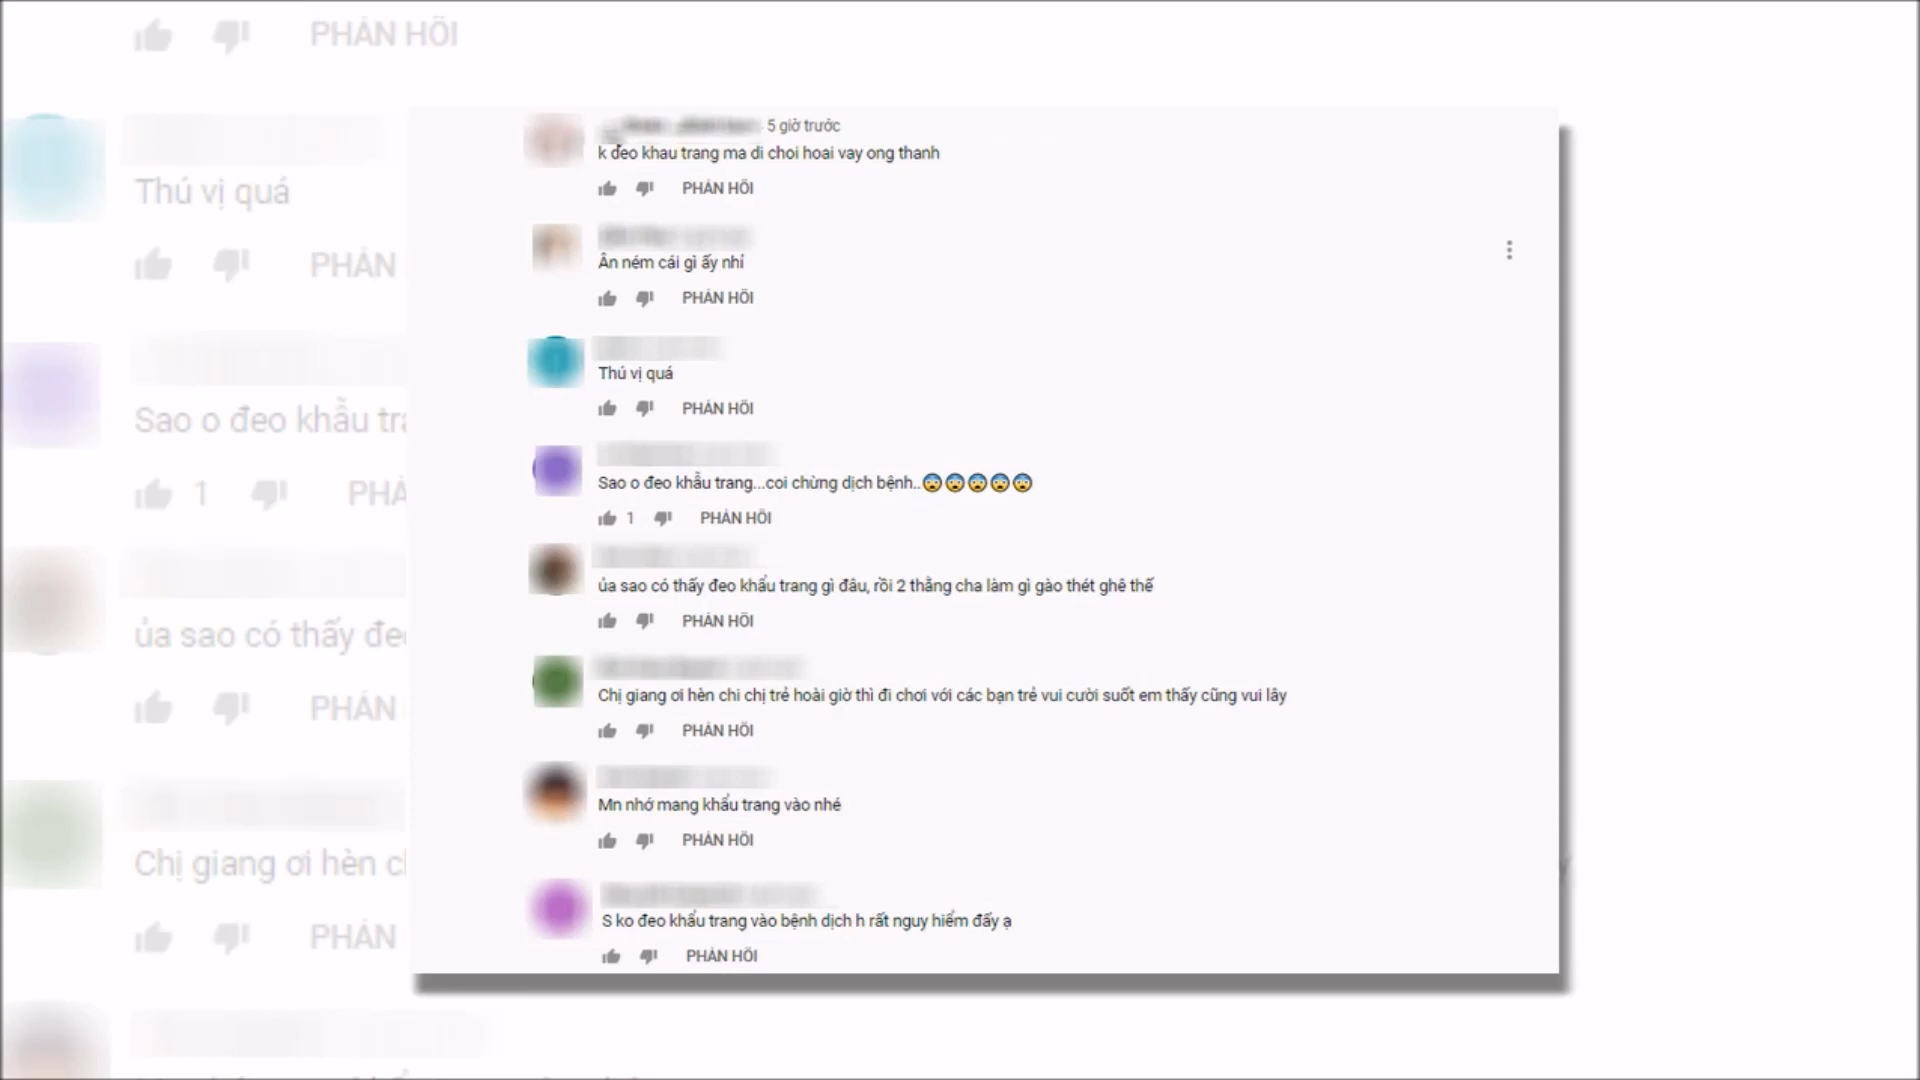 PHẢN HỒI
Thú vị quá
PHẢN
Sao o đeo khẩu tra
1 PHẢ
ủa sao có thấy đe
PHẢN
Chị giang ơi hèn c
PHẢN
5 giờ trước
k đeo khau trang ma di choi hoai vay ong thanh
PHẢN HỒI
Ân ném cái gì ấy nhỉ
PHẢN HỒI
Thú vị quá
PHẢN HỒI
Sao o đeo khẫu trang...coi chừng dịch bệnh..😨😨😨😨😨
1 PHẢN HỒI
ủa sao có thấy đeo khẩu trang gì đâu, rồi 2 thằng cha làm gì gào thét ghê thế
PHẢN HỒI
Chị giang ơi hèn chi chị trẻ hoài giờ thì đi chơi với các bạn trẻ vui cười suốt em thấy cũng vui lây
PHẢN HỒI
Mn nhớ mang khẩu trang vào nhé
PHẢN HỒI
S ko đeo khẩu trang vào bệnh dịch h rất nguy hiểm đấy ạ
PHẢN HỒI